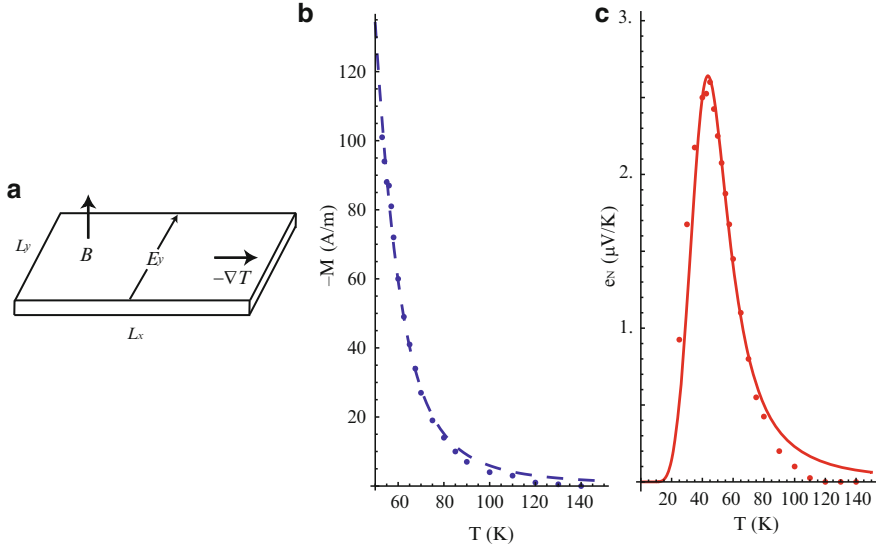 a
Ly
B
Ey
−∇T
Lx
b
−M (A/m)
120
100
80
60
40
20
60 80 100 120 140
T (K)
c
eN (μV/K)
3.
2.
1.
20 40 60 80 100 120 140
T (K)